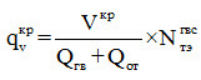 q_v^кр = V^кр / (Q_гв + Q_от) × N_тэ^гвс